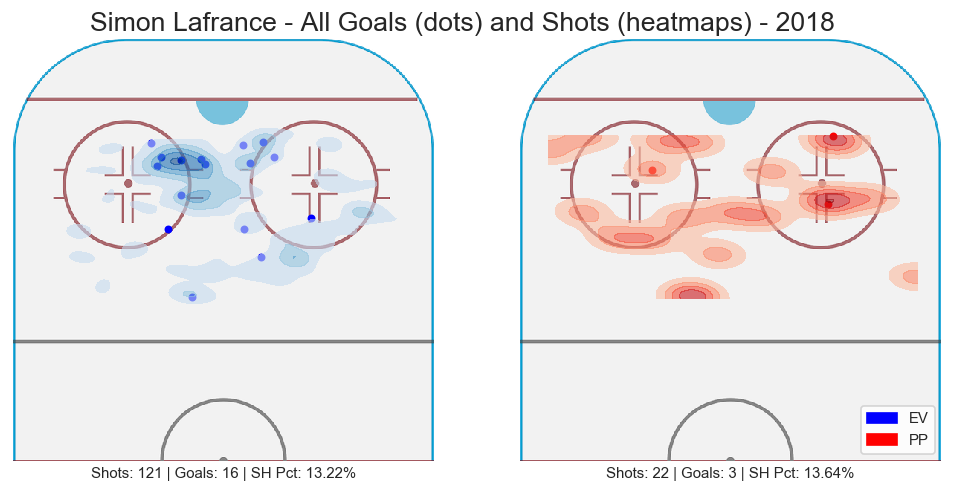 Simon Lafrance - All Goals (dots) and Shots (heatmaps) - 2018
EV
PP
Shots: 121 | Goals: 16 | SH Pct: 13.22%
Shots: 22 | Goals: 3 | SH Pct: 13.64%